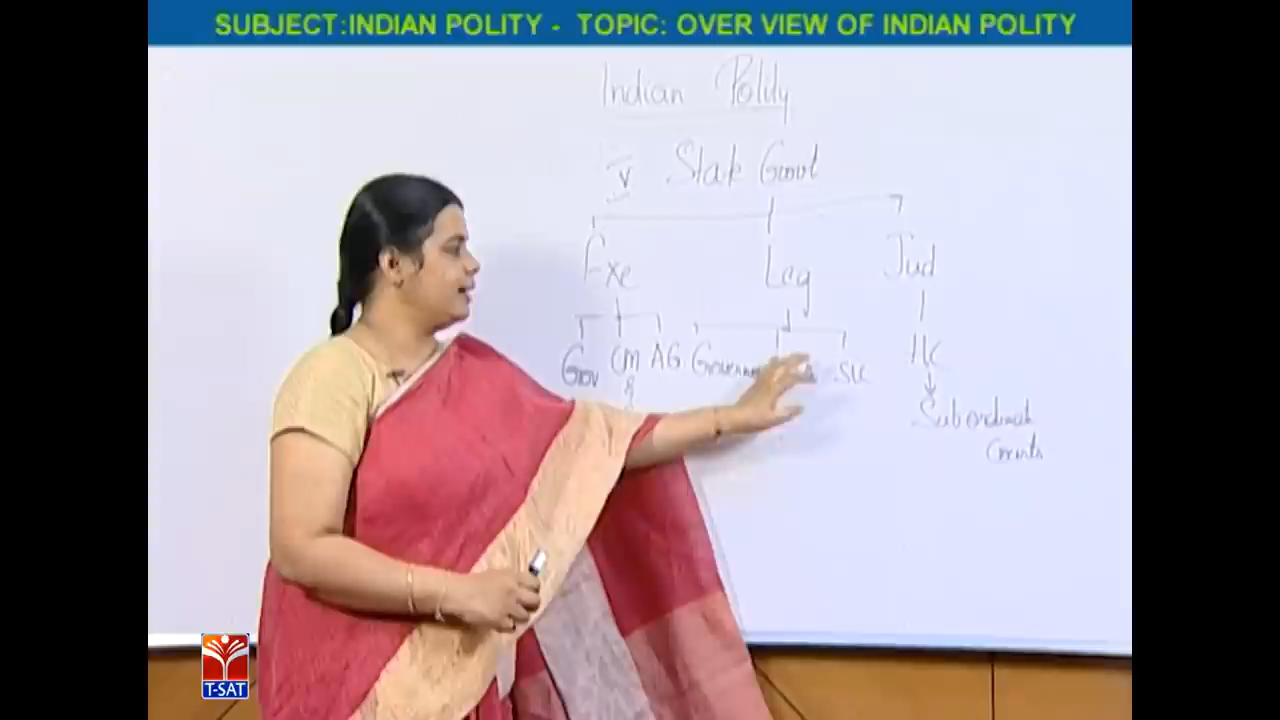 SUBJECT:INDIAN POLITY - TOPIC: OVER VIEW OF INDIAN POLITY
Indian Polity
V State Govt
Exe Leg Jud
Gov CM AG SLC HC
&
Subordinate
Courts
T-SAT